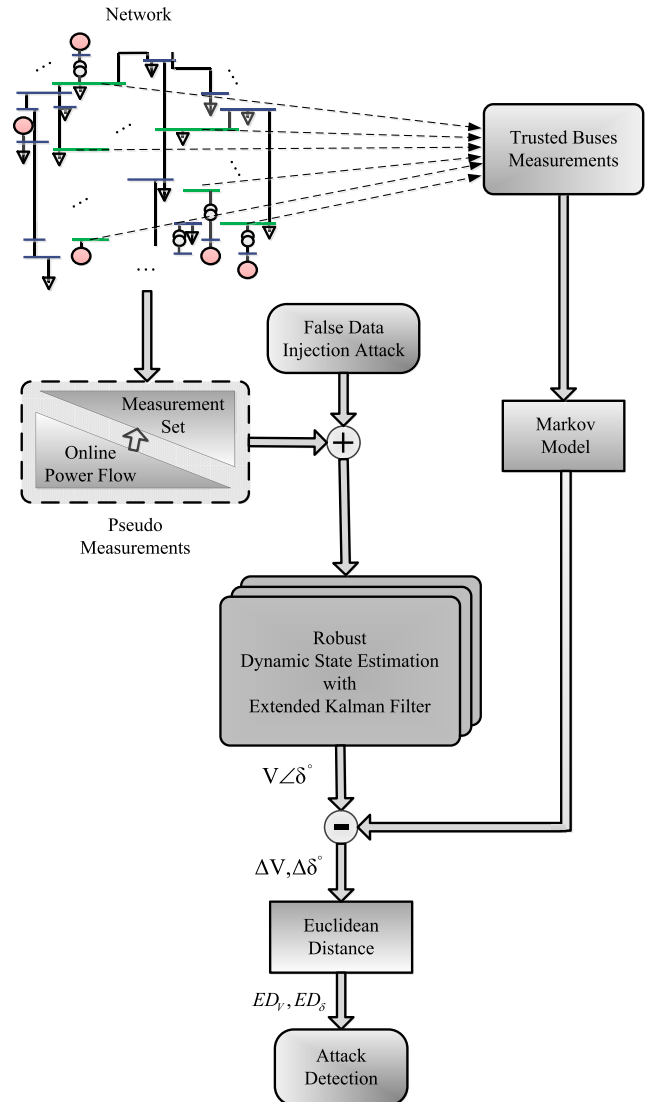 Network
Trusted Buses
Measurements
False Data
Injection Attack
Measurement
Set
Online
Power Flow
Markov
Model
Pseudo
Measurements
Robust
Dynamic State Estimation
with
Extended Kalman Filter
V∠δ°
ΔV,Δδ°
Euclidean
Distance
ED_V, ED_δ
Attack
Detection